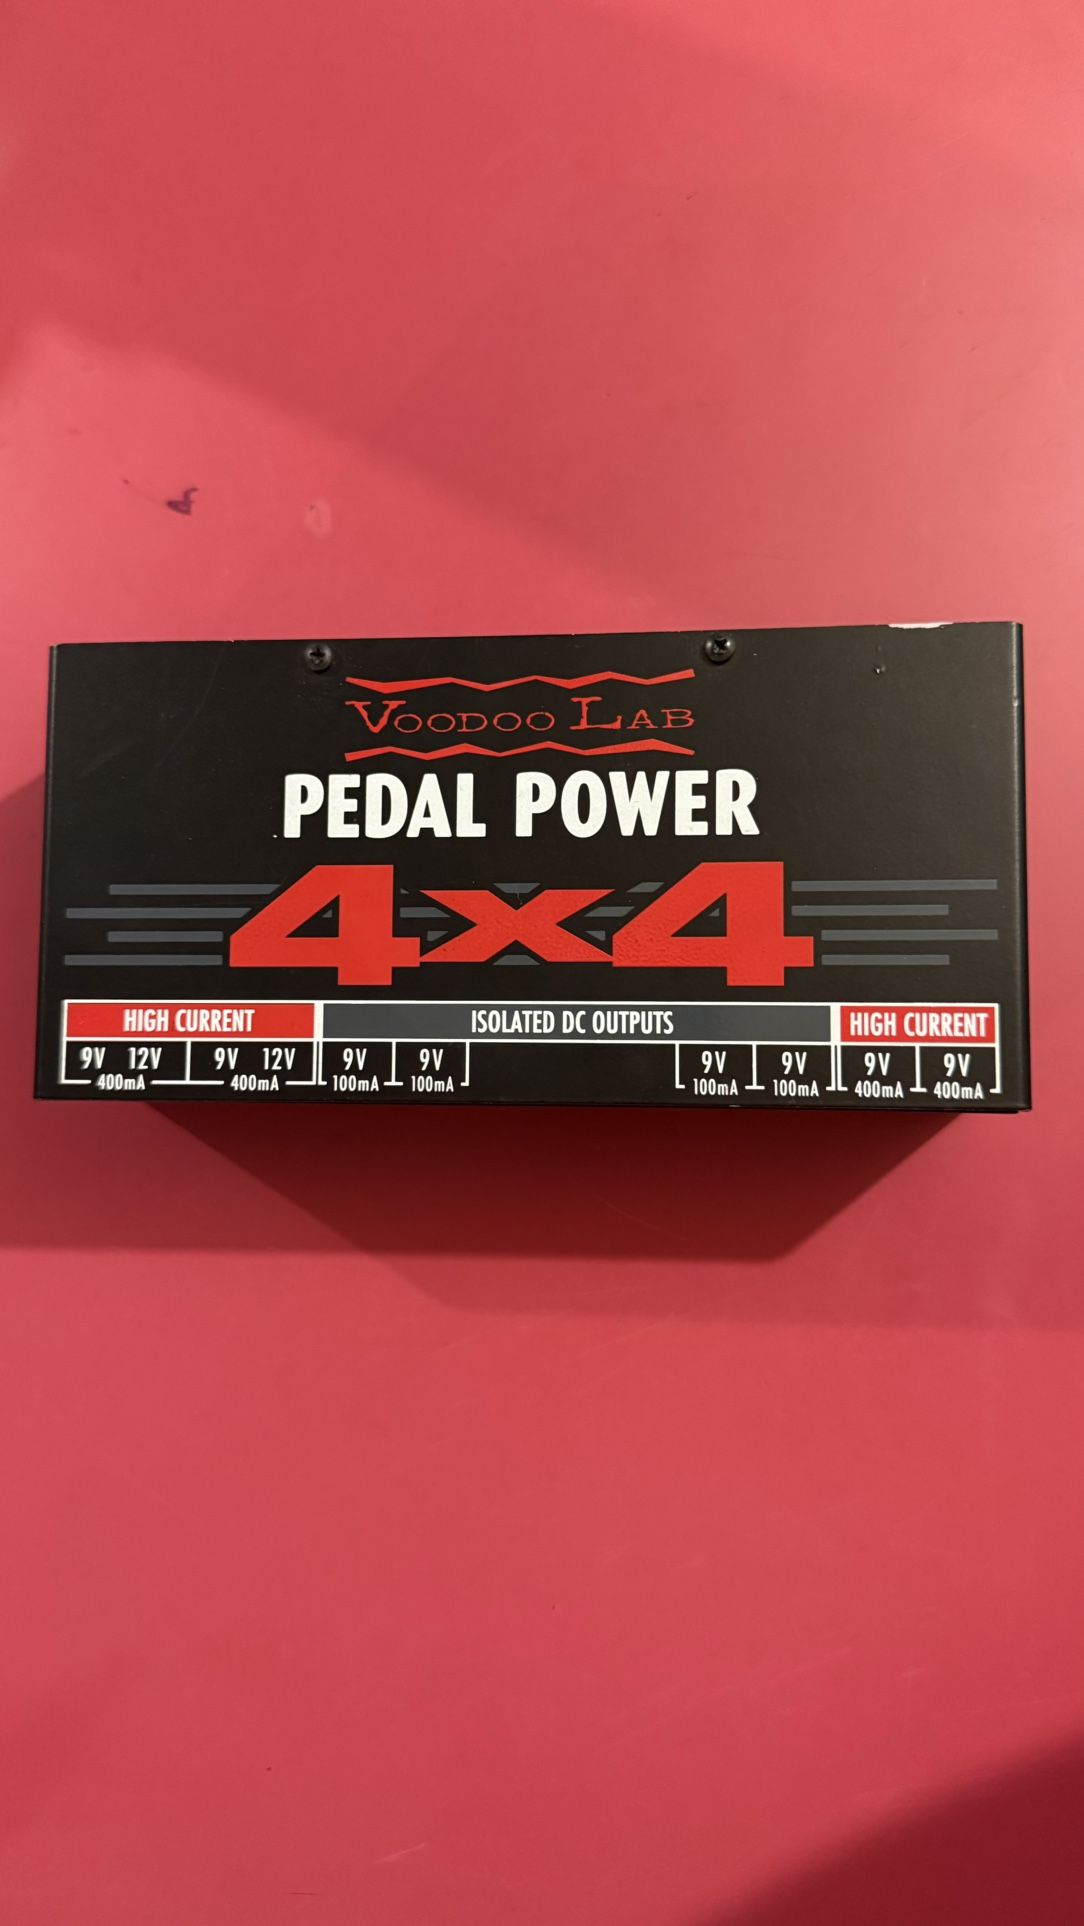 VOODOO LAB
PEDAL POWER
4x4
HIGH CURRENT ISOLATED DC OUTPUTS HIGH CURRENT
9V 12V 9V 12V 9V 9V 9V 9V 9V 9V
400mA 400mA 100mA 100mA 100mA 100mA 400mA 400mA